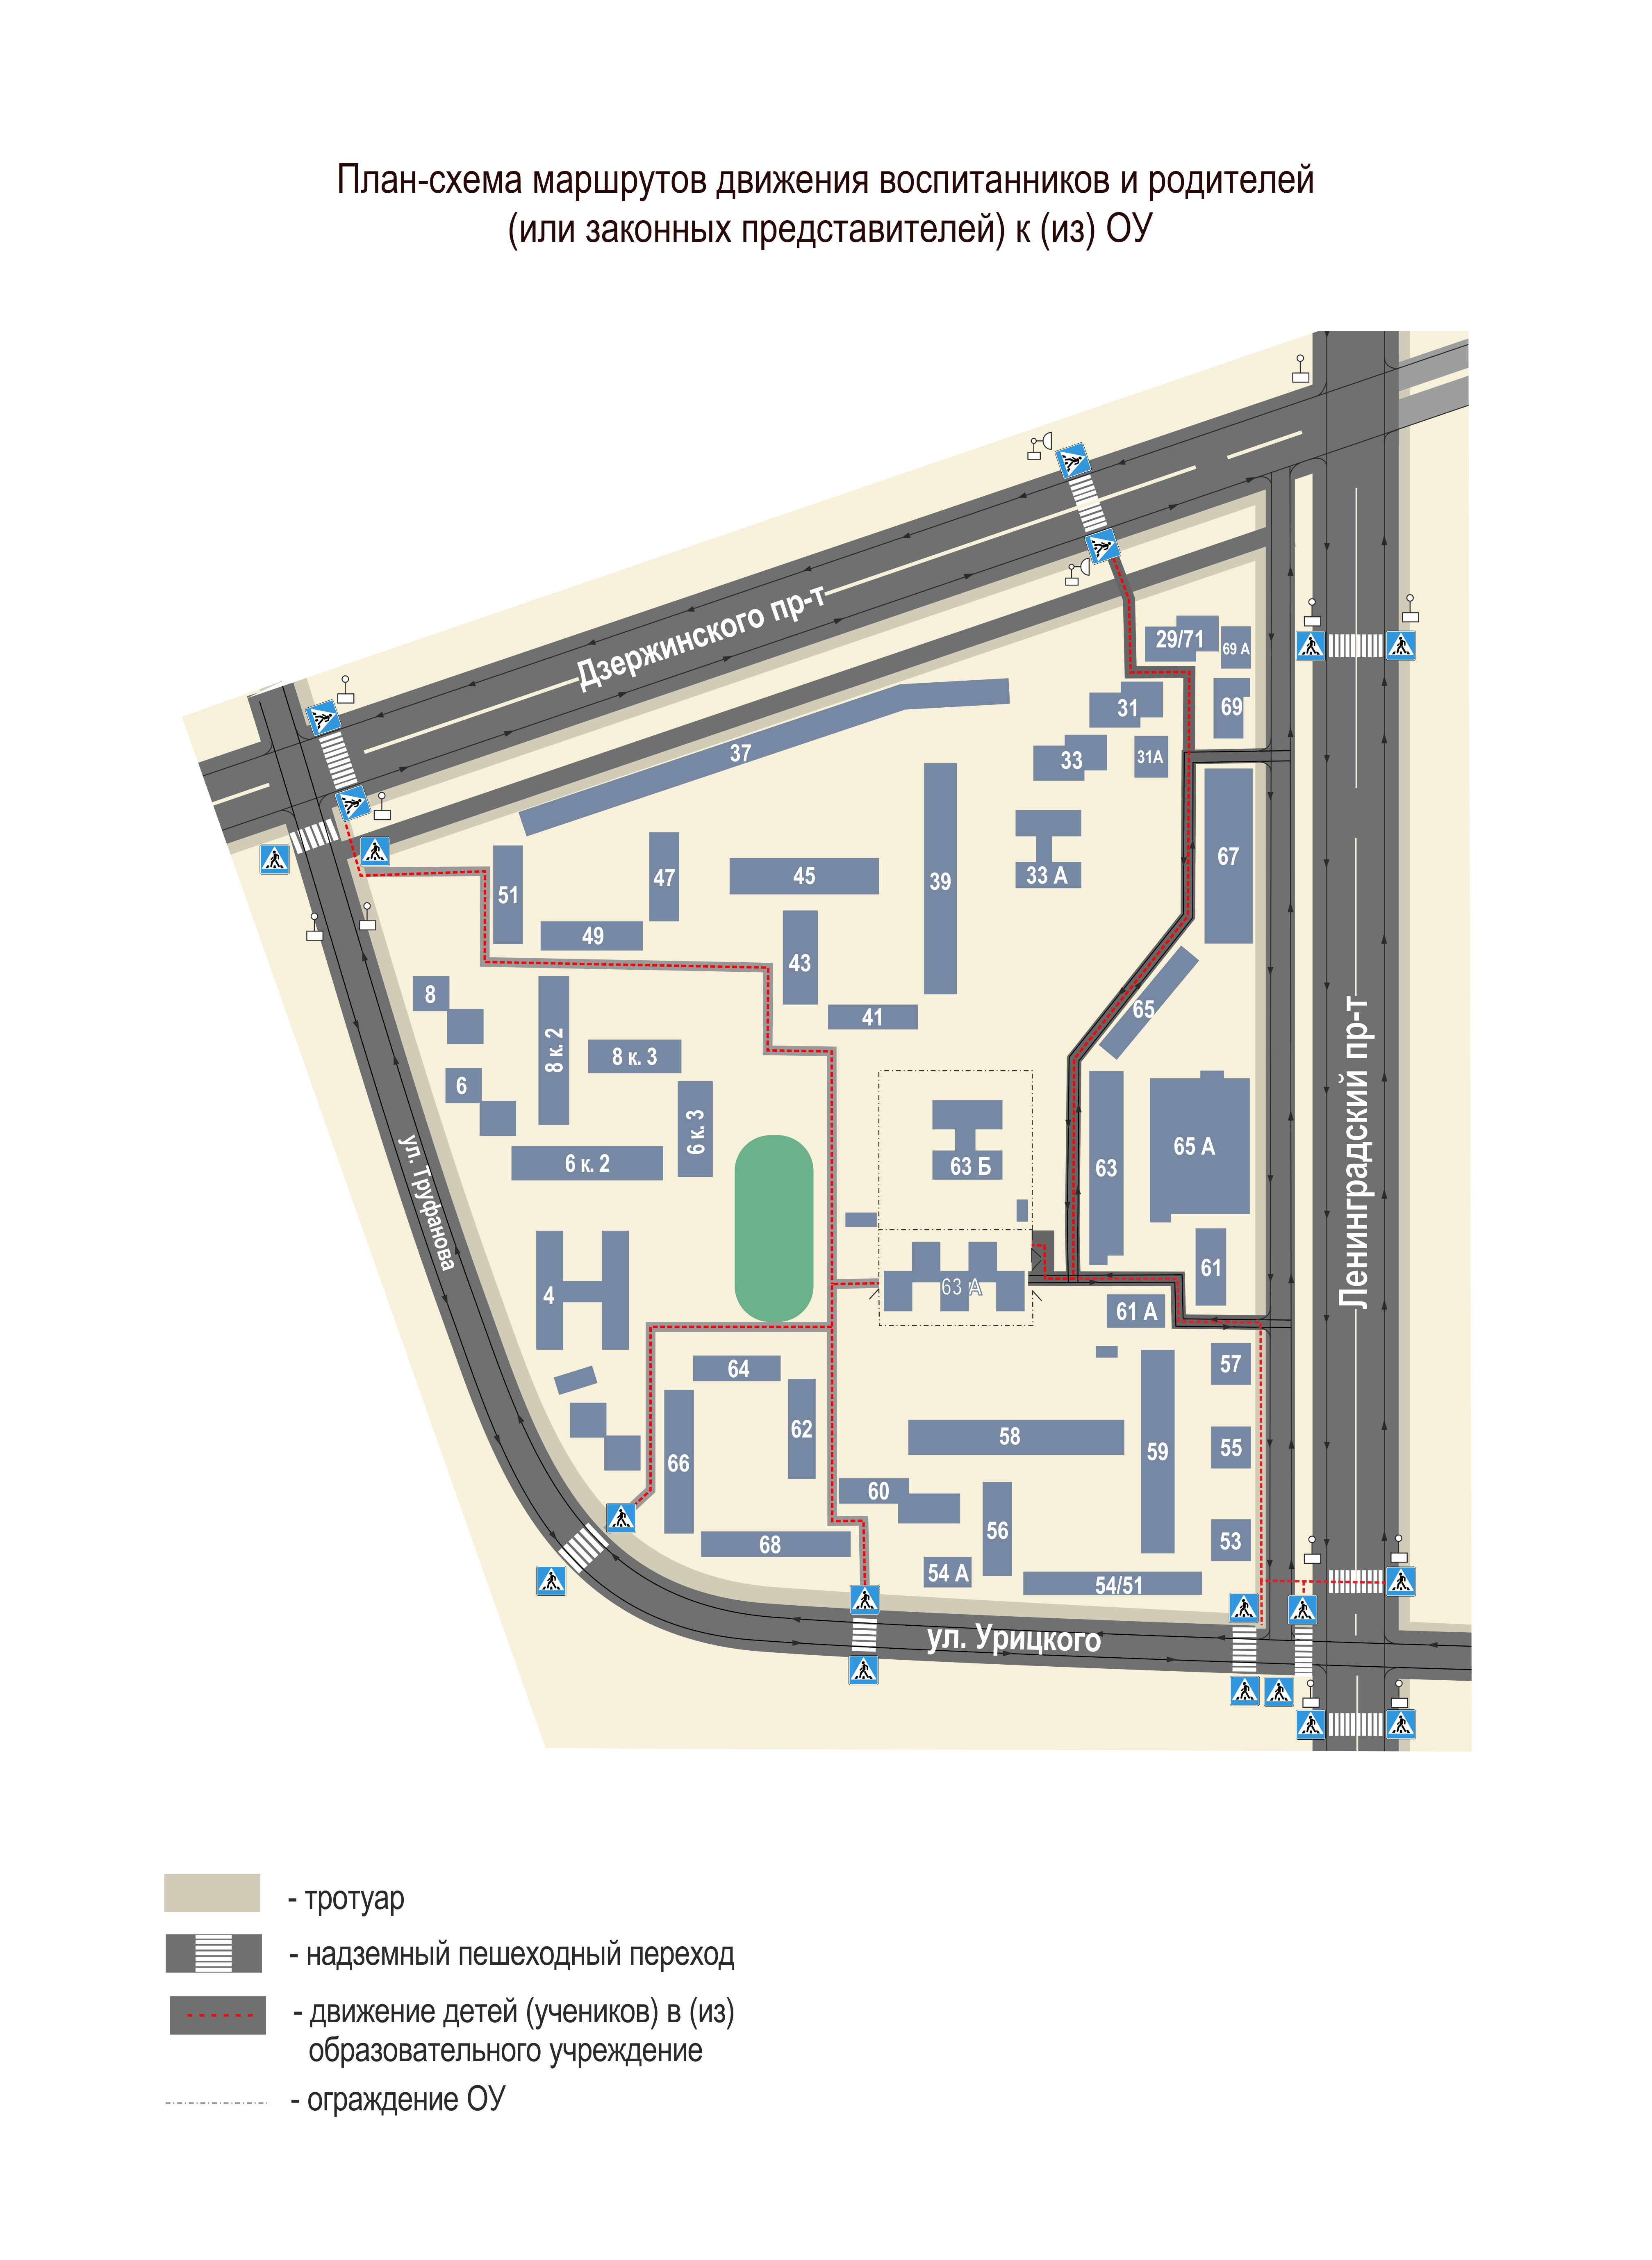 План-схема маршрутов движения воспитанников и родителей
(или законных представителей) к (из) ОУ
Дзержинского пр-т
29/71
69 А
31
69
37
33
31А
67
47
45
39
33 А
51
49
43
8
65
41
8 к. 2
8 к. 3
6
6 к. 3
Ленинградский пр-т
65 А
6 к. 2
63 Б
63
ул. Труфанова
61
63 А
4
61 А
57
64
62
58
55
59
66
60
56
53
68
54 А
54/51
ул. Урицкого
- тротуар
- надземный пешеходный переход
- движение детей (учеников) в (из)
образовательного учреждение
- ограждение ОУ